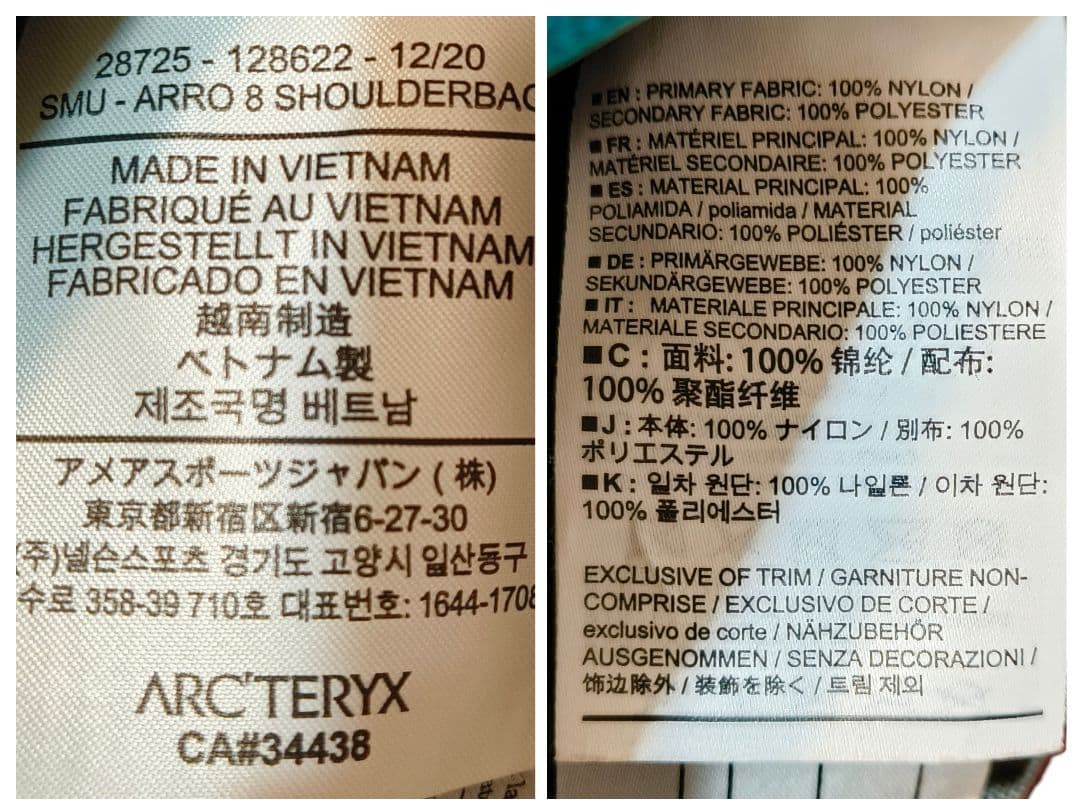 28725 - 128622 - 12/20
SMU - ARRO 8 SHOULDERBAG
MADE IN VIETNAM
FABRIQUÉ AU VIETNAM
HERGESTELLT IN VIETNAM
FABRICADO EN VIETNAM
越南制造
ベトナム製
제조국명 베트남
アメアスポーツジャパン ( 株)
東京都新宿区新宿6-27-30
(주)넬슨스포츠 경기도 고양시 일산동구
수로 358-39 710호 대표번호: 1644-1708
ARC'TERYX
CA#34438
■ EN : PRIMARY FABRIC: 100% NYLON /
SECONDARY FABRIC: 100% POLYESTER
■ FR : MATÉRIEL PRINCIPAL: 100% NYLON /
MATÉRIEL SECONDAIRE: 100% POLYESTER
■ ES : MATERIAL PRINCIPAL: 100%
POLIAMIDA / poliamida / MATERIAL
SECUNDARIO: 100% POLIÉSTER / poliéster
■ DE : PRIMÄRGEWEBE: 100% NYLON /
SEKUNDÄRGEWEBE: 100% POLYESTER
■ IT : MATERIALE PRINCIPALE: 100% NYLON /
MATERIALE SECONDARIO: 100% POLIESTERE
■ C : 面料: 100% 锦纶 / 配布:
100% 聚酯纤维
■ J : 本体: 100% ナイロン / 別布: 100%
ポリエステル
■ K : 일차 원단: 100% 나일론 / 이차 원단:
100% 폴리에스터
EXCLUSIVE OF TRIM / GARNITURE NON-
COMPRISE / EXCLUSIVO DE CORTE /
exclusivo de corte / NÄHZUBEHÖR
AUSGENOMMEN / SENZA DECORAZIONI /
饰边除外 / 装飾を除く / 트림 제외